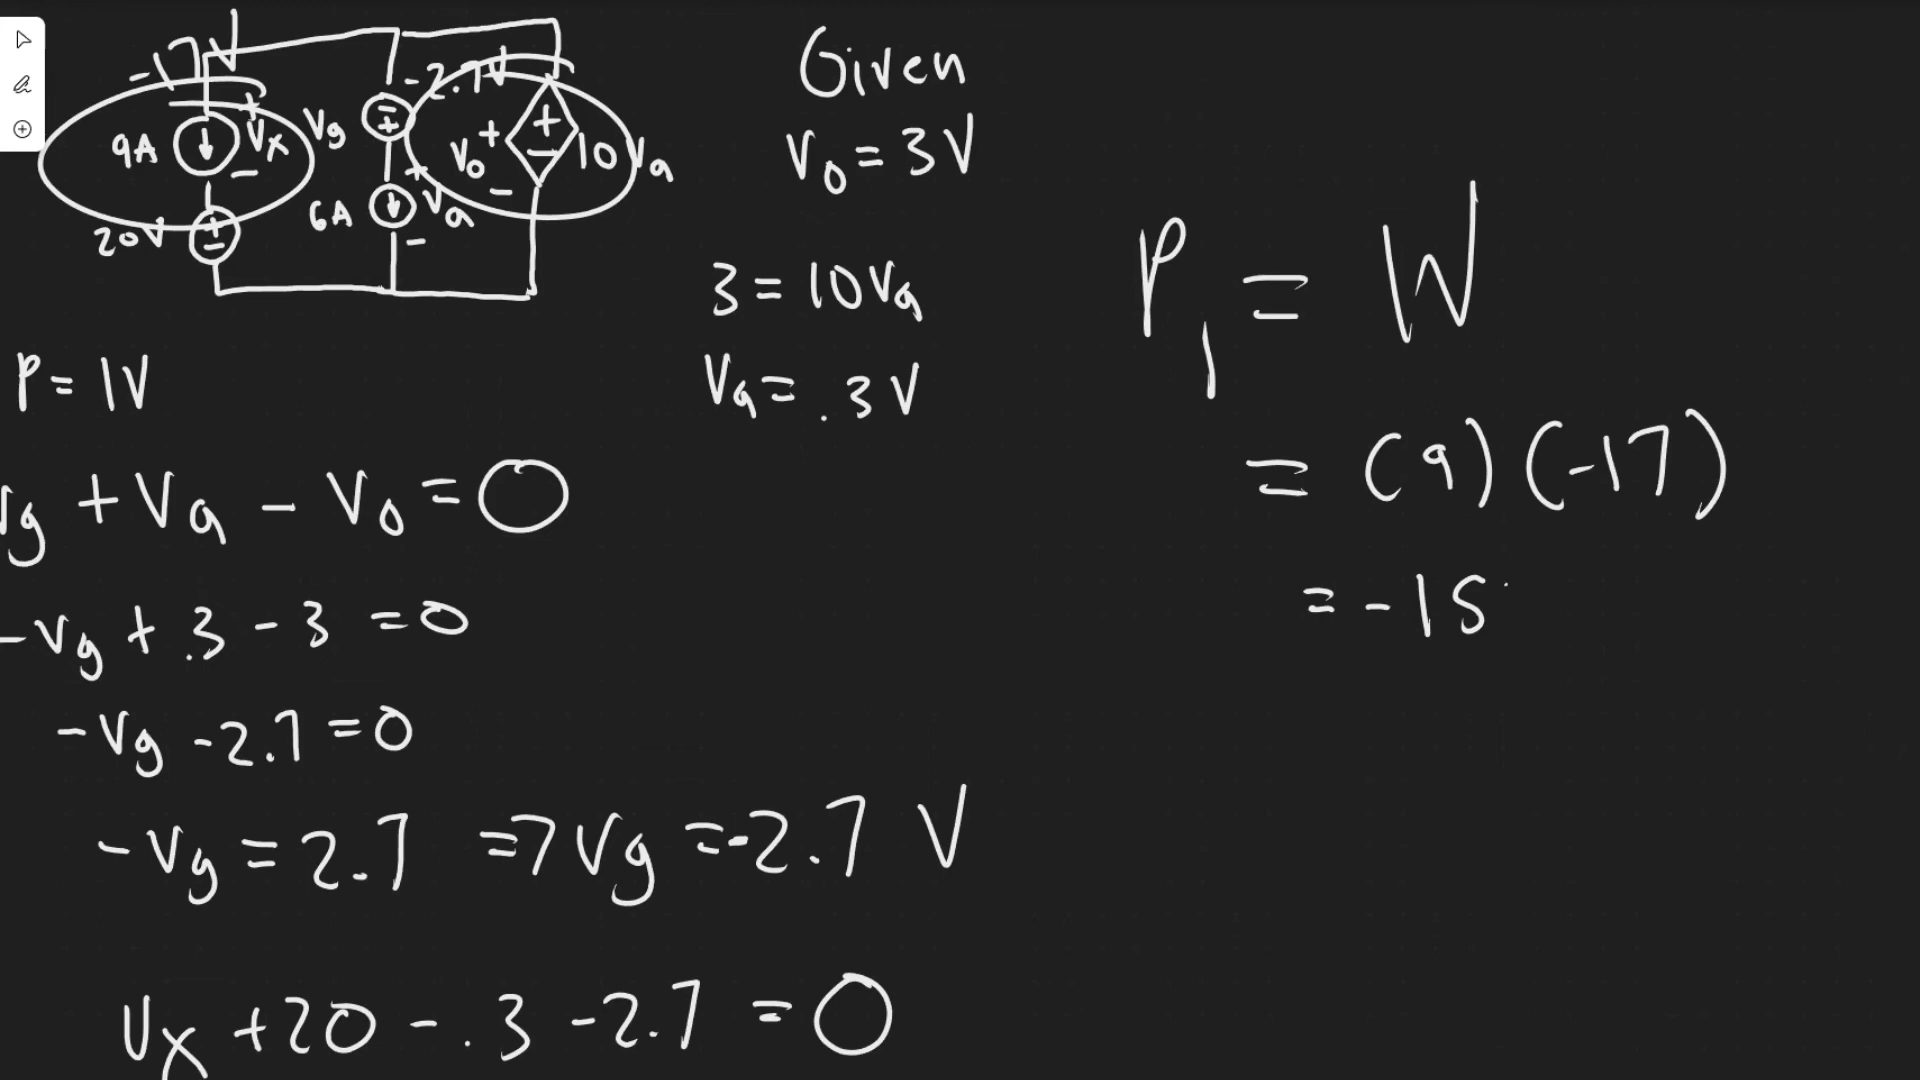 -17V
-2.7V
9A
+
Vx
-
Vg
-
+
Vo
+
-
+
-
10Va
6A
+
Va
-
20V
+
-
Given
Vo = 3V
3 = 10Va
Va = .3V
P = IV
Vg + Va - Vo = 0
-Vg + .3 - 3 = 0
-Vg - 2.7 = 0
-Vg = 2.7 => Vg = -2.7 V
Vx + 20 - .3 - 2.7 = 0
P1 = IV
= (9)(-17)
= -15